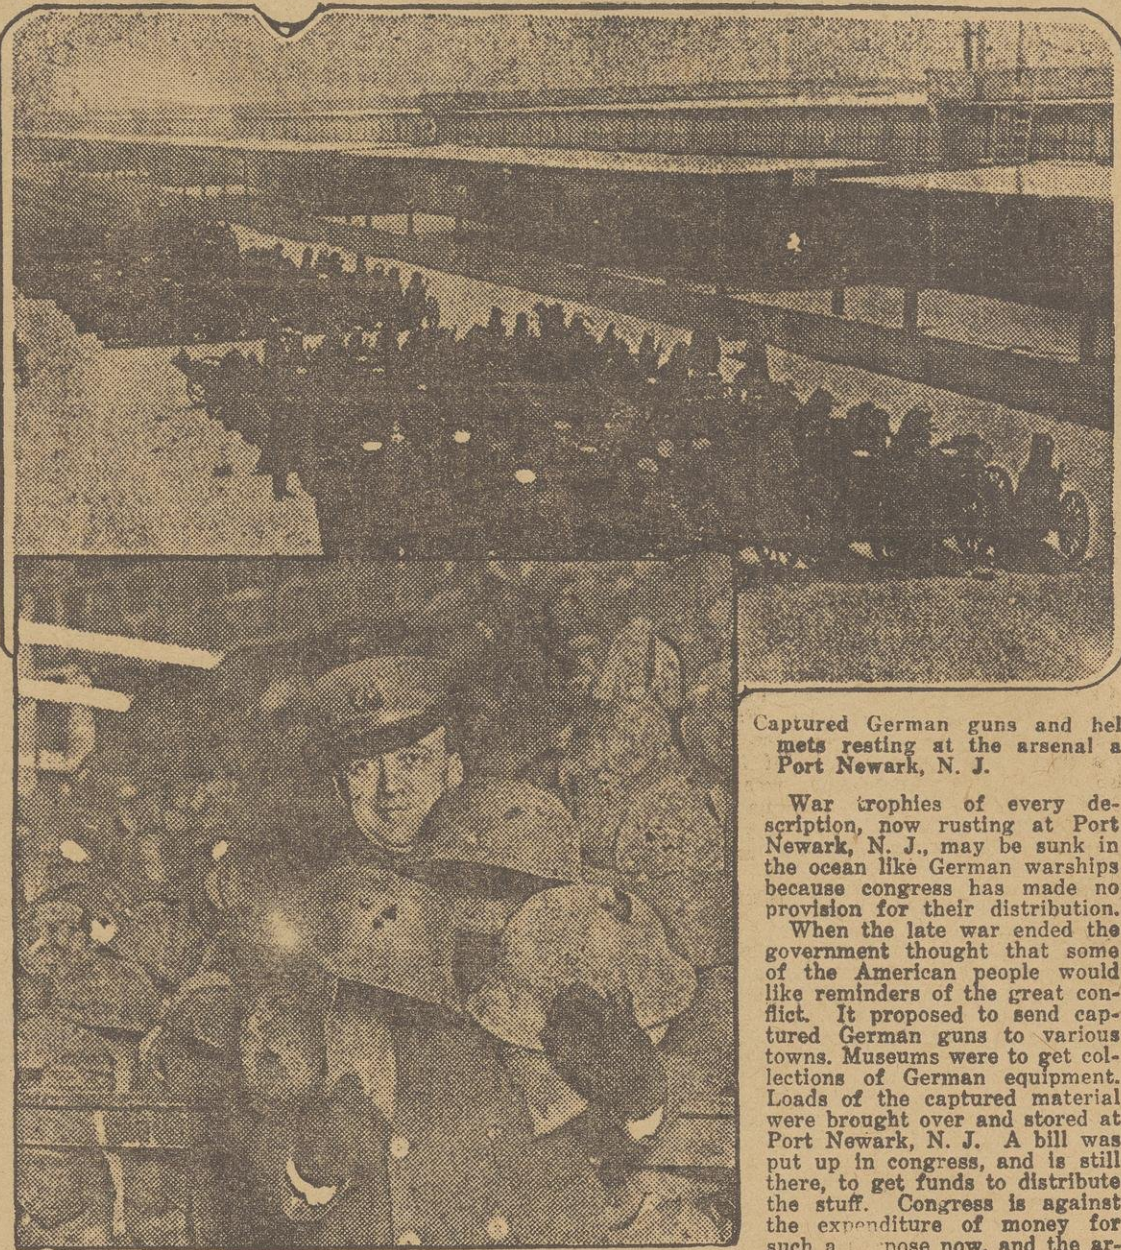 Captured German guns and hel
mets resting at the arsenal a
Port Newark, N. J.
War trophies of every de-
scription, now rusting at Port
Newark, N. J., may be sunk in
the ocean like German warships
because congress has made no
provision for their distribution.
When the late war ended the
government thought that some
of the American people would
like reminders of the great con-
flict. It proposed to send cap-
tured German guns to various
towns. Museums were to get col-
lections of German equipment.
Loads of the captured material
were brought over and stored at
Port Newark, N. J. A bill was
put up in congress, and is still
there, to get funds to distribute
the stuff. Congress is against
the expenditure of money for
such a pose now, and the ar-